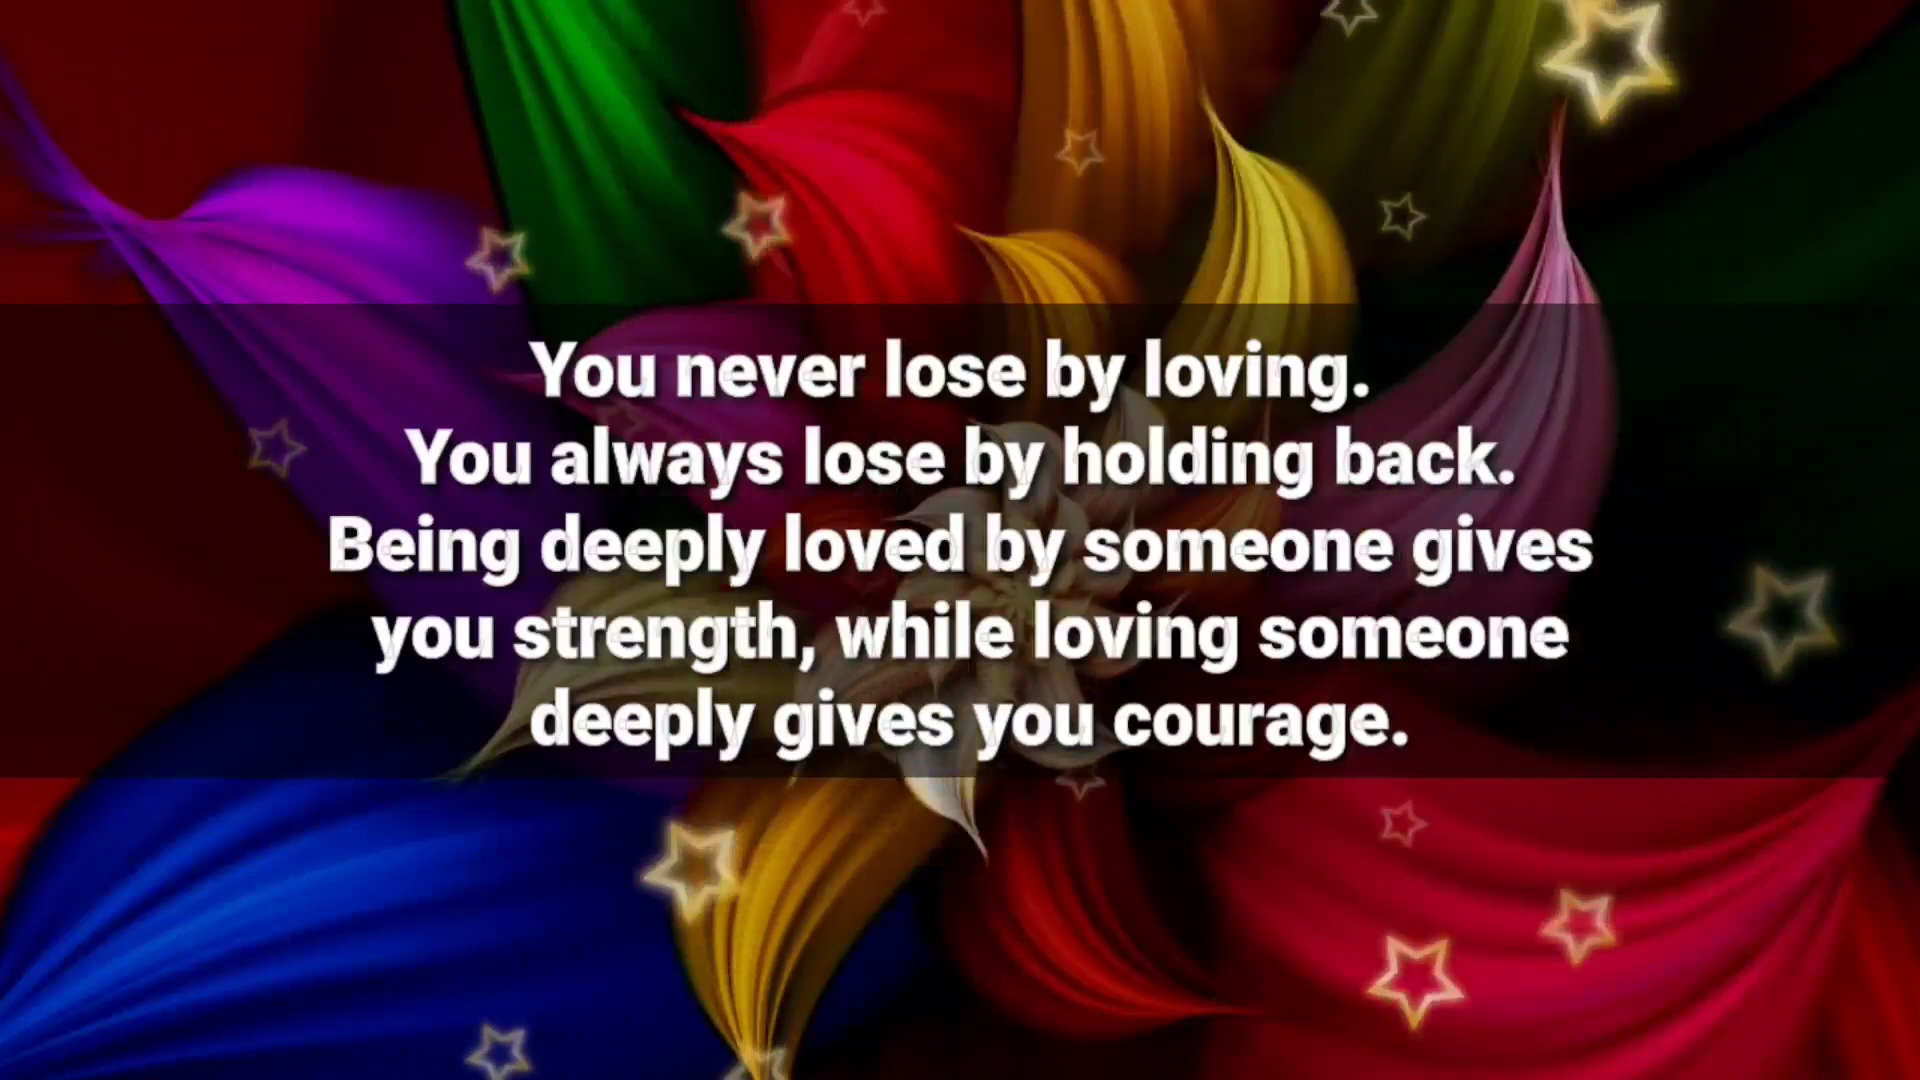 You never lose by loving.
You always lose by holding back.
Being deeply loved by someone gives
you strength, while loving someone
deeply gives you courage.